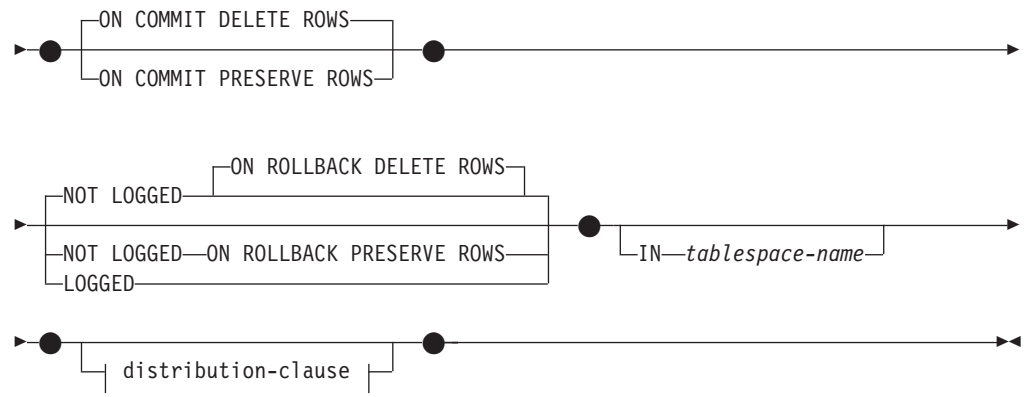 ON COMMIT DELETE ROWS
ON COMMIT PRESERVE ROWS
ON ROLLBACK DELETE ROWS
NOT LOGGED
NOT LOGGED ON ROLLBACK PRESERVE ROWS
LOGGED
IN tablespace-name
distribution-clause